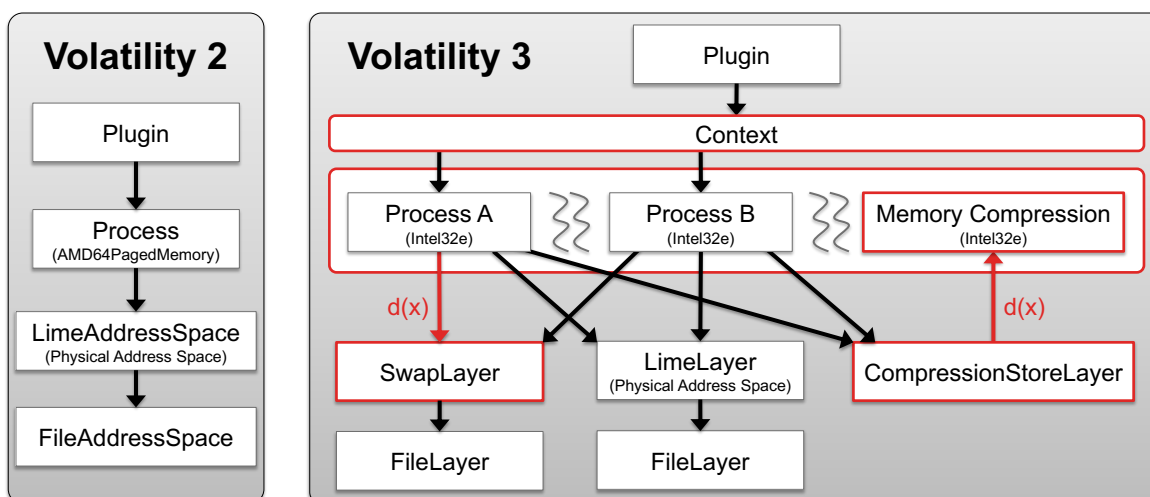 Volatility 2
Plugin
Process
(AMD64PagedMemory)
LimeAddressSpace
(Physical Address Space)
FileAddressSpace
Volatility 3
Plugin
Context
Process A
(Intel32e)
Process B
(Intel32e)
Memory Compression
(Intel32e)
d(x)
d(x)
SwapLayer
LimeLayer
(Physical Address Space)
CompressionStoreLayer
FileLayer
FileLayer